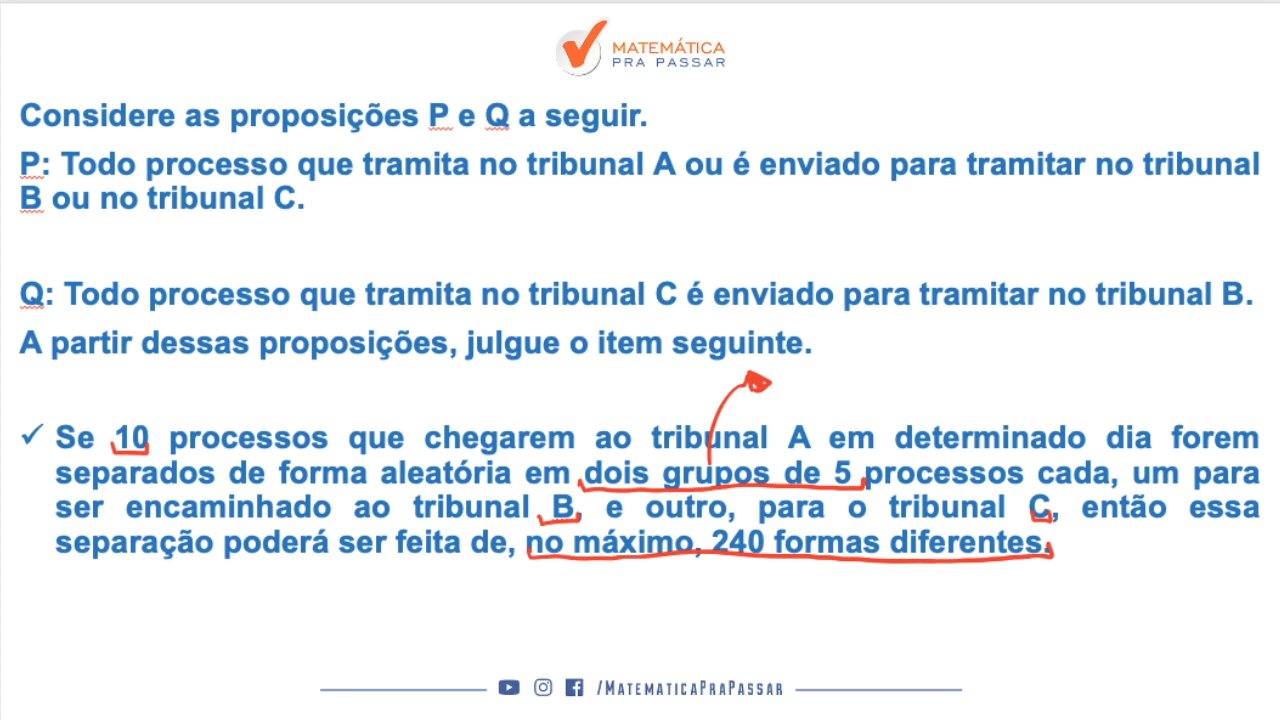 MATEMÁTICA
PRA PASSAR
Considere as proposições P e Q a seguir.
P: Todo processo que tramita no tribunal A ou é enviado para tramitar no tribunal
B ou no tribunal C.
Q: Todo processo que tramita no tribunal C é enviado para tramitar no tribunal B.
A partir dessas proposições, julgue o item seguinte.
✓ Se 10 processos que chegarem ao tribunal A em determinado dia forem
separados de forma aleatória em dois grupos de 5 processos cada, um para
ser encaminhado ao tribunal B, e outro, para o tribunal C, então essa
separação poderá ser feita de, no máximo, 240 formas diferentes.
/MATEMATICAPRAPASSAR